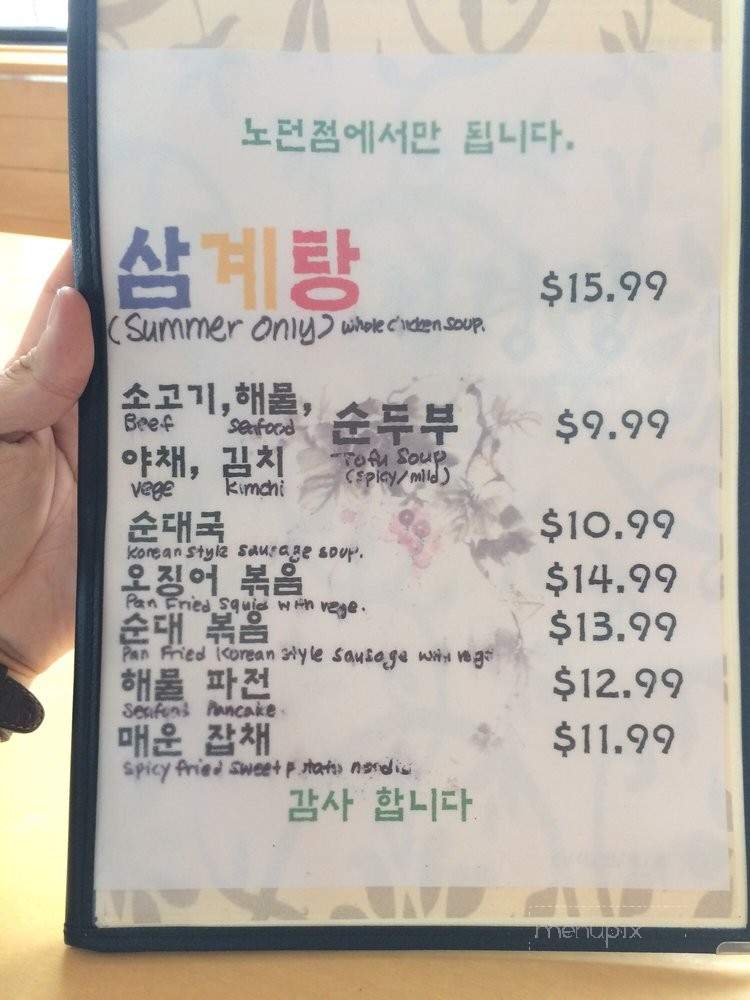 노던점에서만 됩니다.
삼계탕 $15.99
(Summer Only) whole chicken soup.
소고기, 해물, 순두부 $9.99
Beef seafood Tofu Soup
야채, 김치 (spicy/mild)
vege Kimchi
순대국 $10.99
Korean style sausage soup.
오징어 볶음 $14.99
Pan Fried Squid with vege.
순대 볶음 $13.99
Pan Fried Korean style sausage with vege
해물 파전 $12.99
Seafood Pancake
매운 잡채 $11.99
Spicy fried sweet potato noodle
감사 합니다
menupix